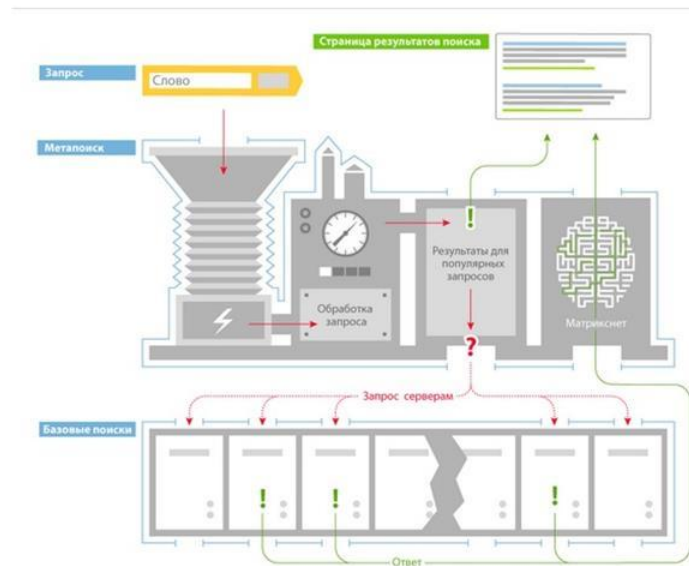 Страница результатов поиска
Запрос
Слово
Метапоиск
Результаты для
популярных
запросов
Обработка
запроса
Матрикснет
Запрос серверам
Базовые поиски
Ответ